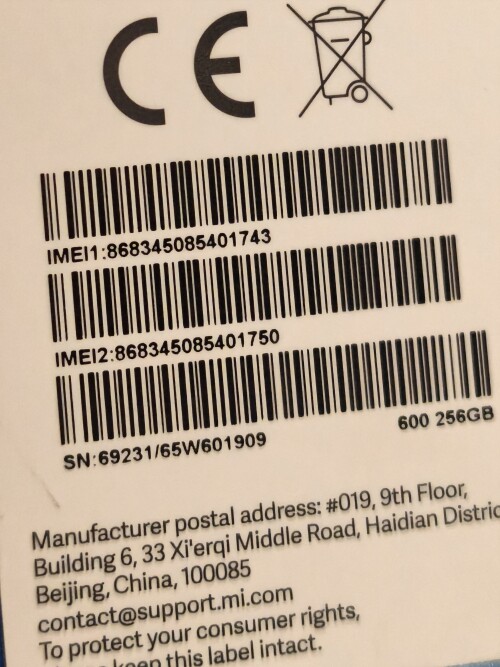 CE
IMEI1:868345085401743
IMEI2:868345085401750
SN:69231/65W601909
600 256GB
Manufacturer postal address: #019, 9th Floor,
Building 6, 33 Xi'erqi Middle Road, Haidian Distric
Beijing, China, 100085
contact@support.mi.com
To protect your consumer rights,
keep this label intact.